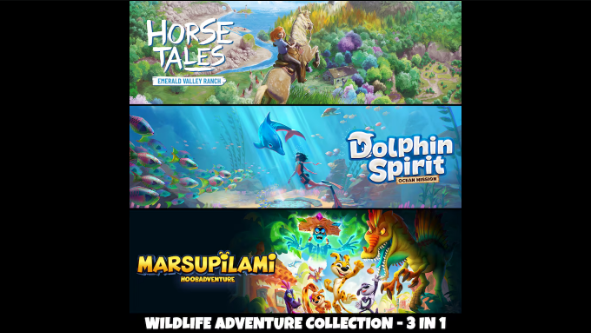 HORSE
TALES
EMERALD VALLEY RANCH
Dolphin
Spirit
OCEAN MISSION
MARSUPILAMI
HOOBADVENTURE
WILDLIFE ADVENTURE COLLECTION - 3 IN 1